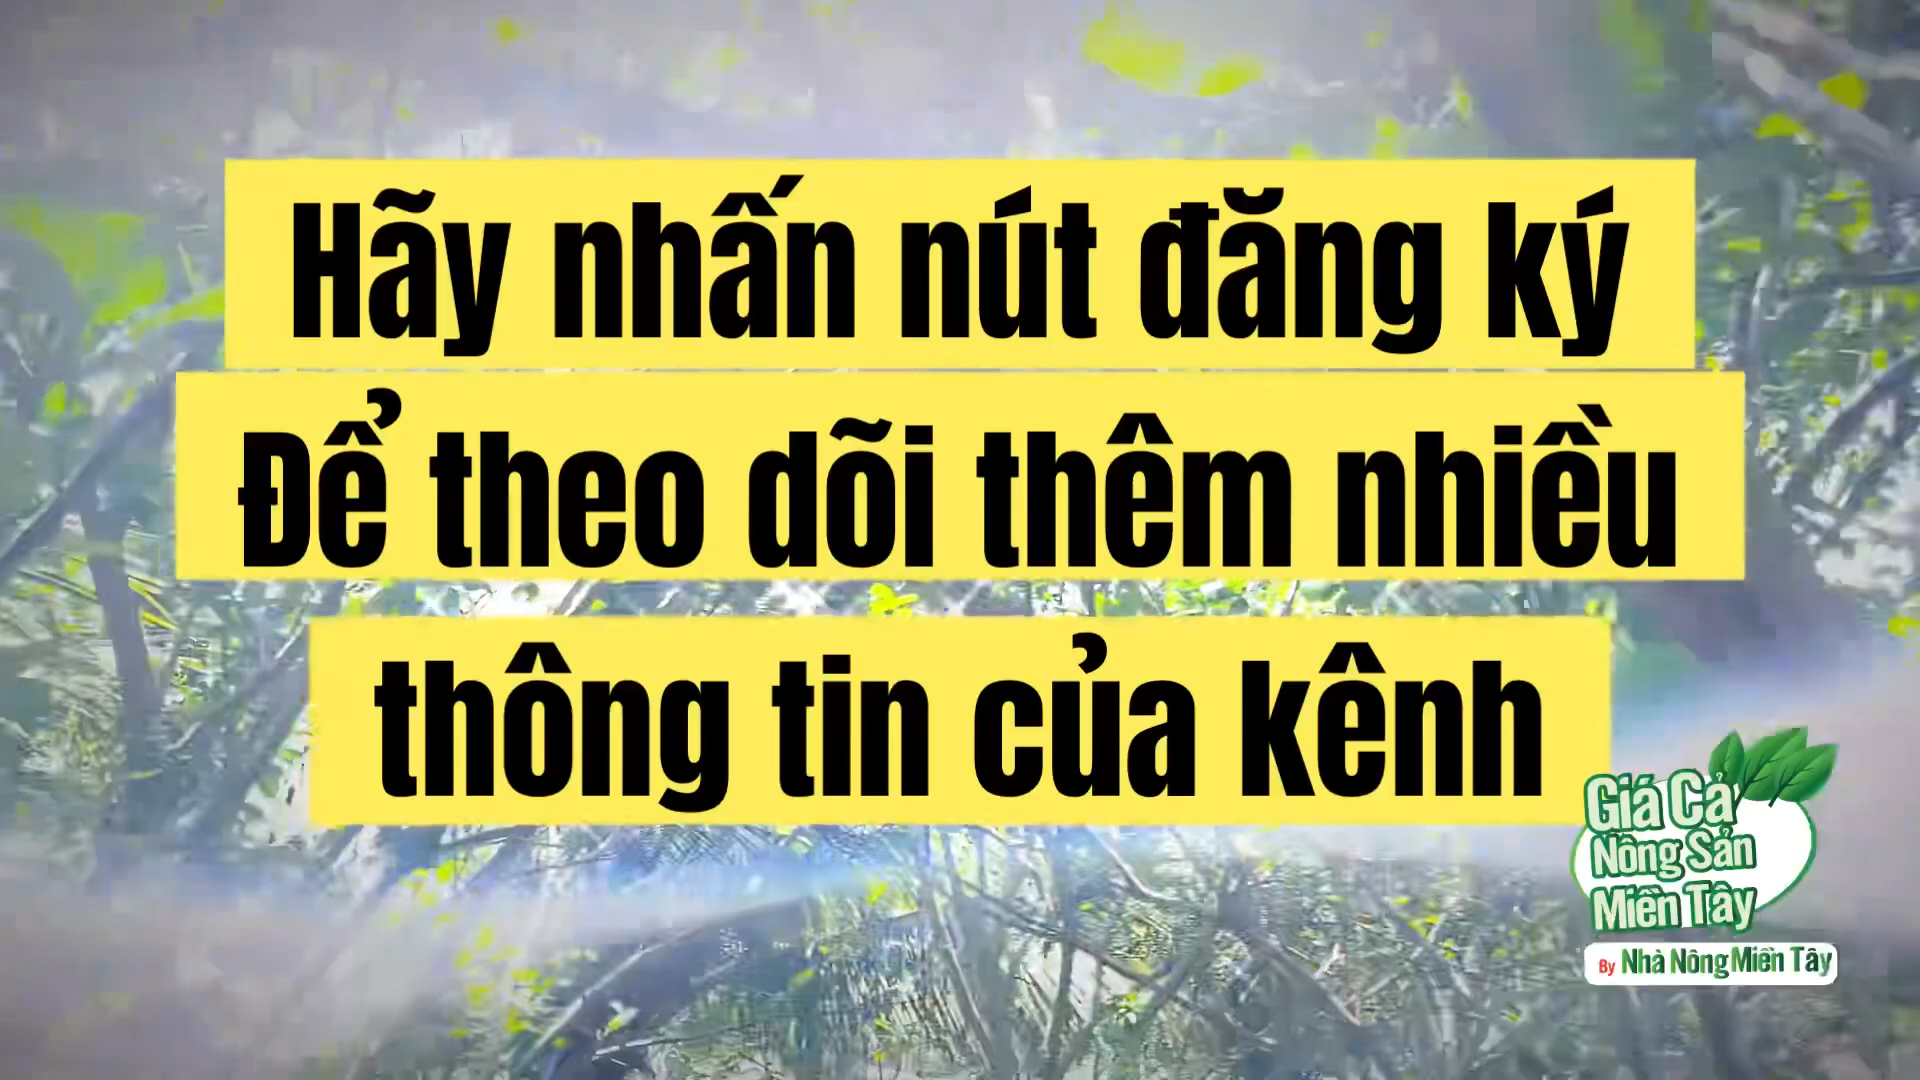 Hãy nhấn nút đăng ký
Để theo dõi thêm nhiều
thông tin của kênh
Giá Cả
Nông Sản
Miền Tây
By Nhà Nông Miền Tây